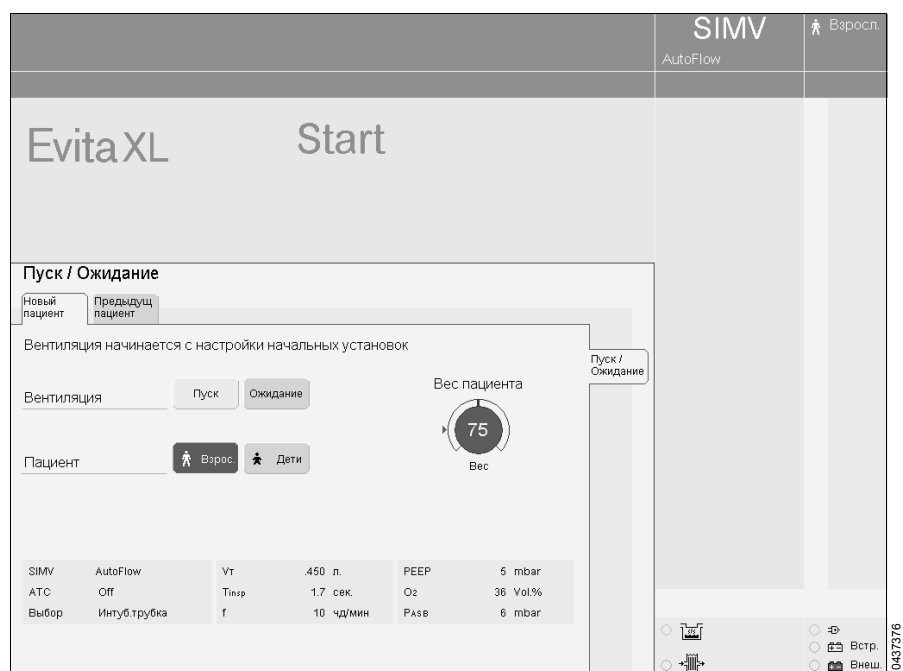 SIMV
Взросл.
AutoFlow
Evita XL
Start
Пуск / Ожидание
Новый
пациент
Предыдущ
пациент
Вентиляция начинается с настройки начальных установок
Пуск /
Ожидание
Вентиляция
Пуск
Ожидание
Вес пациента
75
Вес
Пациент
Взрос.
Дети
SIMV AutoFlow VT .450 л. PEEP 5 mbar
ATC Off Tinsp 1.7 сек. O2 36 Vol.%
Выбор Интуб.трубка f 10 чд/мин PASB 6 mbar
Встр.
Внеш.
0437376